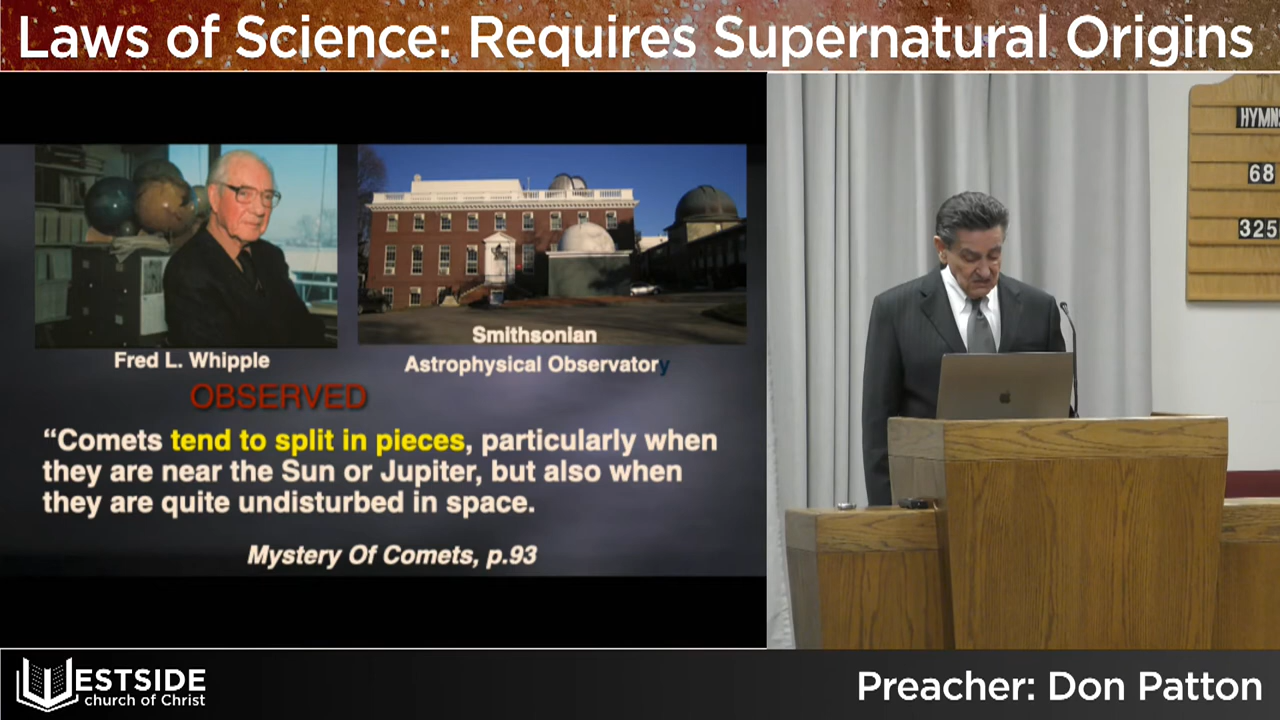 Laws of Science: Requires Supernatural Origins
Fred L. Whipple
Smithsonian
Astrophysical Observatory
OBSERVED
“Comets tend to split in pieces, particularly when
they are near the Sun or Jupiter, but also when
they are quite undisturbed in space.
Mystery Of Comets, p.93
HYMNS
68
325
WESTSIDE
church of Christ
Preacher: Don Patton